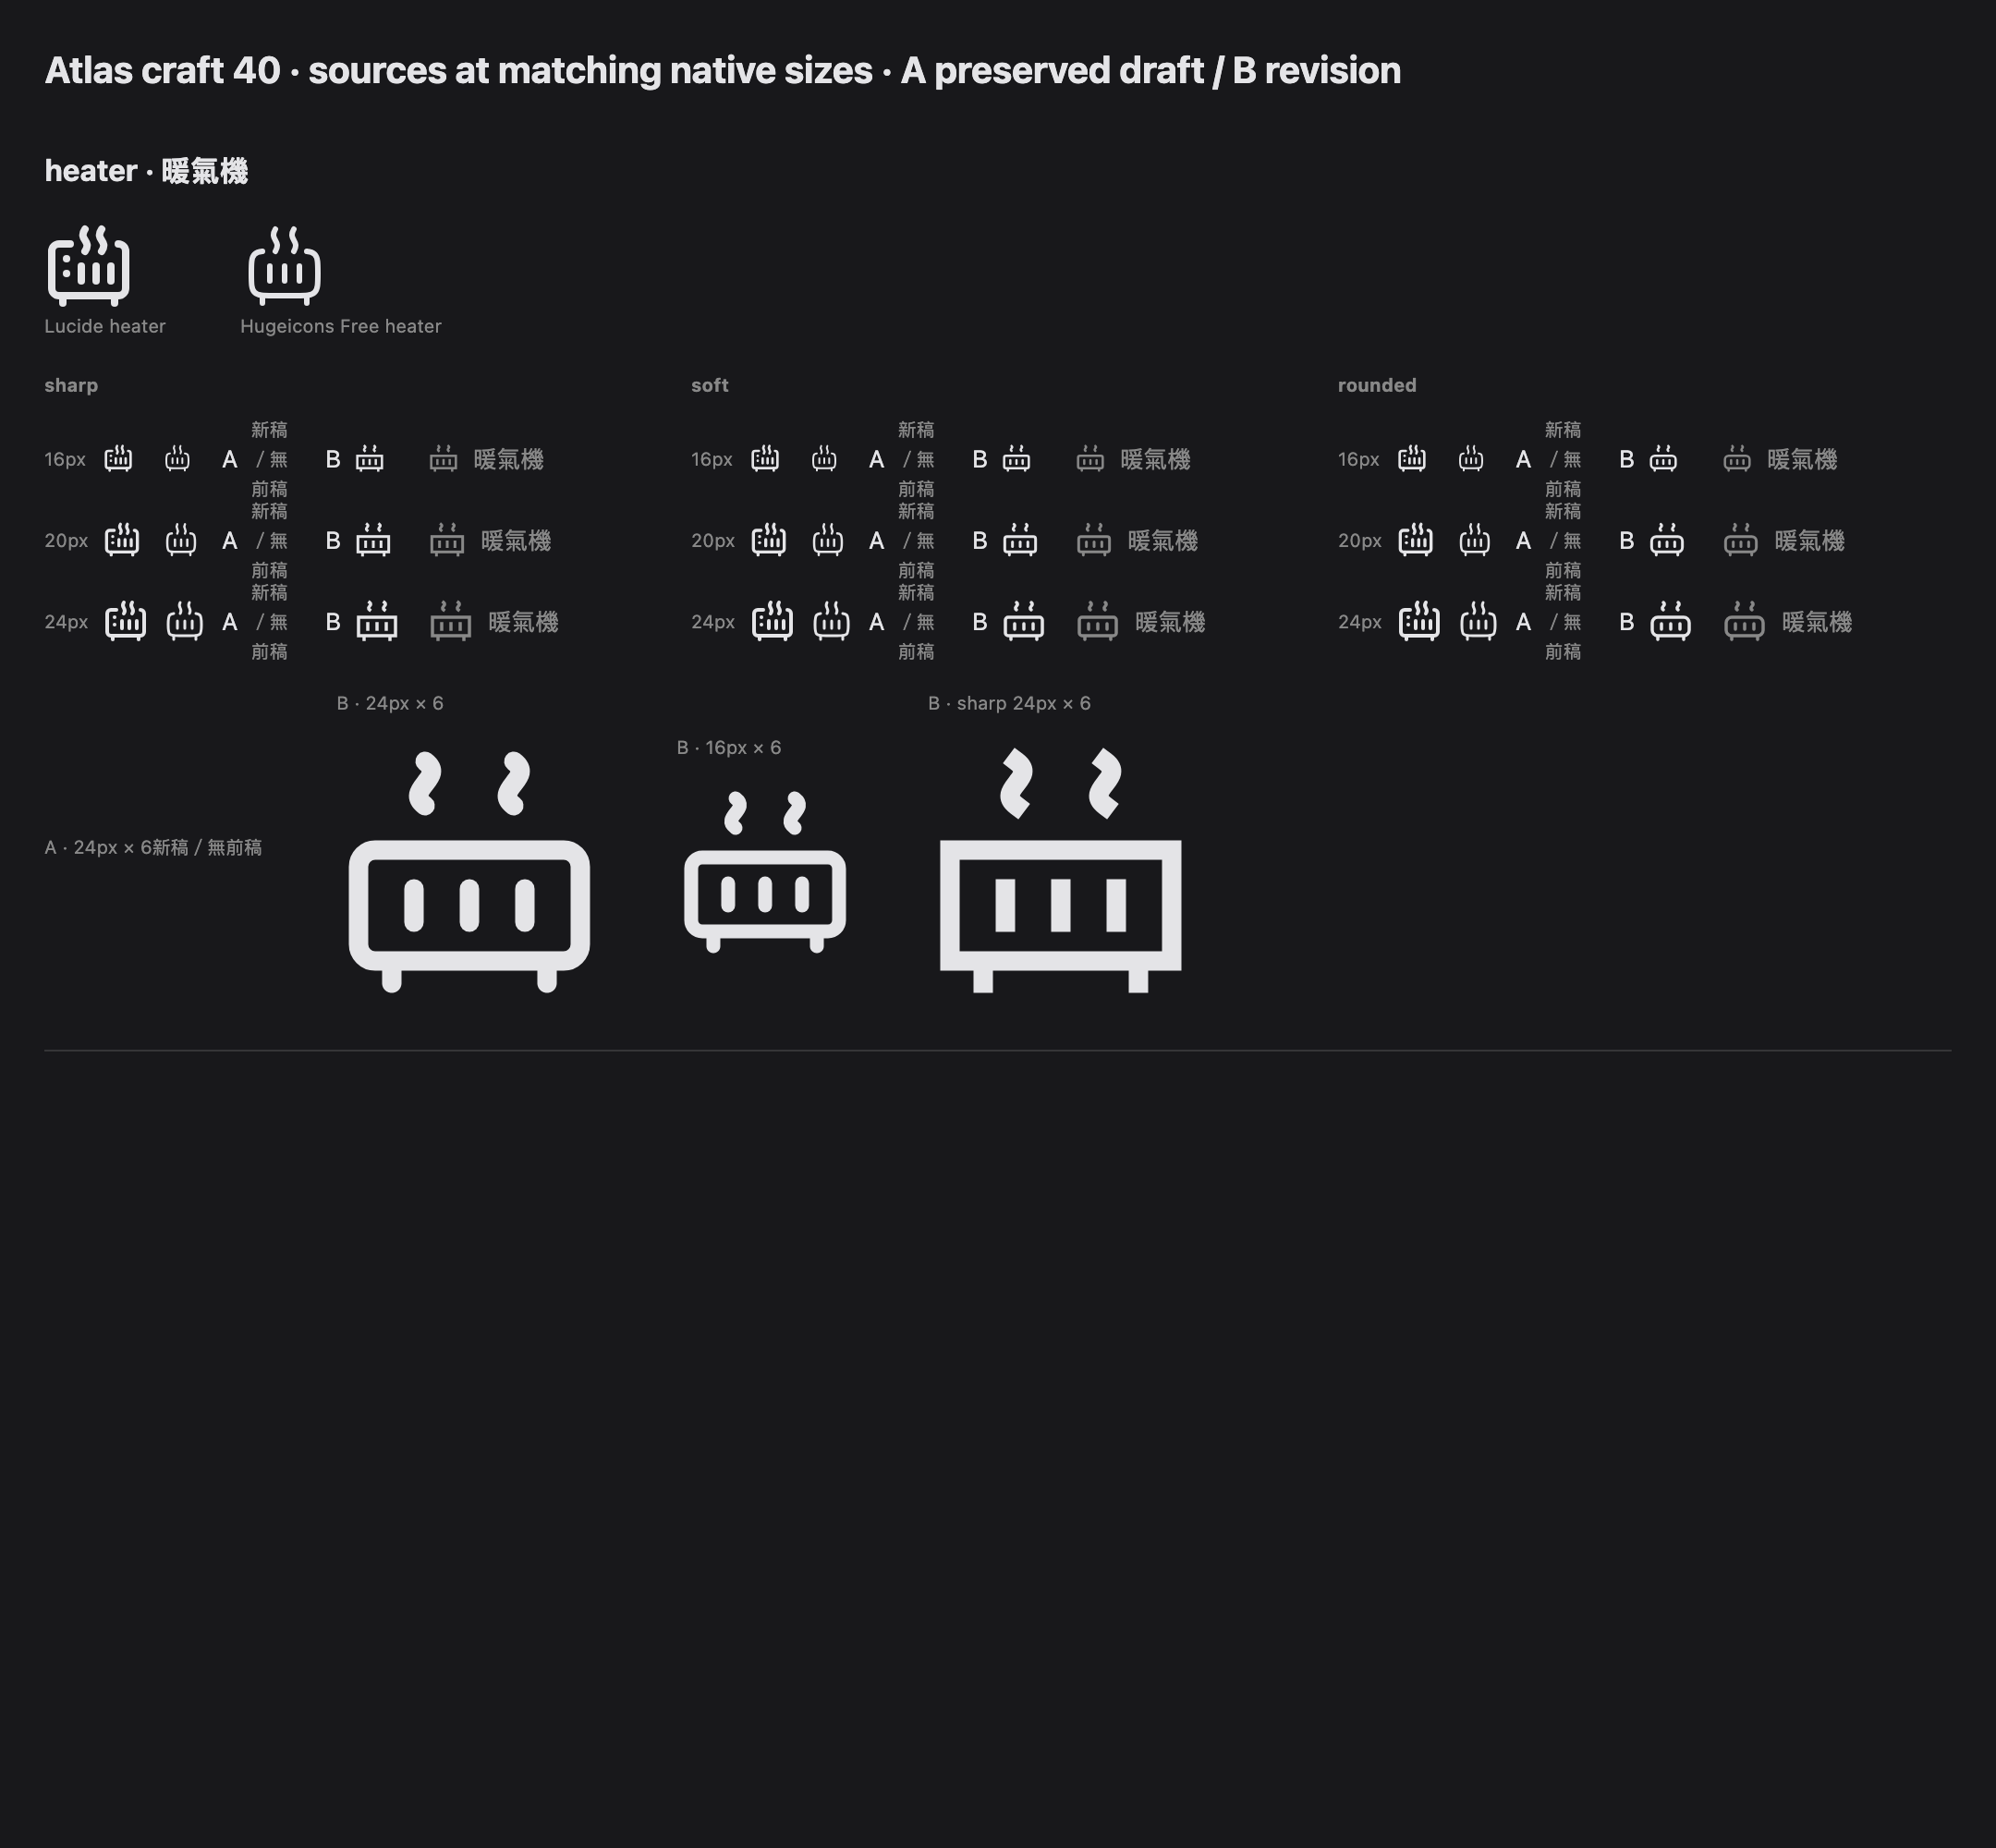 Atlas craft 40 · sources at matching native sizes · A preserved draft / B revision
heater · 暖氣機
Lucide heater
Hugeicons Free heater
sharp
16px A 新稿 / 無前稿 B 暖氣機
20px A 新稿 / 無前稿 B 暖氣機
24px A 新稿 / 無前稿 B 暖氣機
soft
16px A 新稿 / 無前稿 B 暖氣機
20px A 新稿 / 無前稿 B 暖氣機
24px A 新稿 / 無前稿 B 暖氣機
rounded
16px A 新稿 / 無前稿 B 暖氣機
20px A 新稿 / 無前稿 B 暖氣機
24px A 新稿 / 無前稿 B 暖氣機
A · 24px × 6新稿 / 無前稿
B · 24px × 6
B · 16px × 6
B · sharp 24px × 6